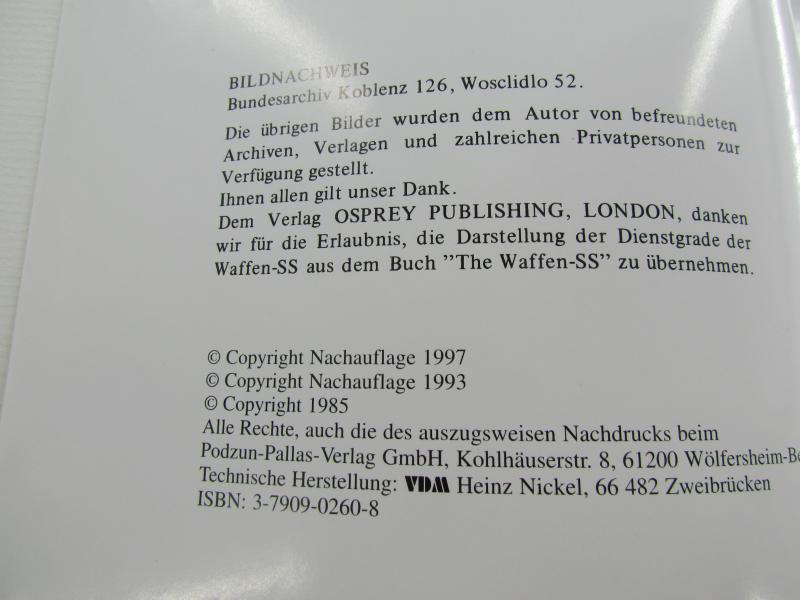 BILDNACHWEIS
Bundesarchiv Koblenz 126, Wosclidlo 52.
Die übrigen Bilder wurden dem Autor von befreundeten
Archiven, Verlagen und zahlreichen Privatpersonen zur
Verfügung gestellt.
Ihnen allen gilt unser Dank.
Dem Verlag OSPREY PUBLISHING, LONDON, danken
wir für die Erlaubnis, die Darstellung der Dienstgrade der
Waffen-SS aus dem Buch ”The Waffen-SS” zu übernehmen.
© Copyright Nachauflage 1997
© Copyright Nachauflage 1993
© Copyright 1985
Alle Rechte, auch die des auszugsweisen Nachdrucks beim
Podzun-Pallas-Verlag GmbH, Kohlhäuserstr. 8, 61200 Wölfersheim-Be
Technische Herstellung: VDM Heinz Nickel, 66 482 Zweibrücken
ISBN: 3-7909-0260-8